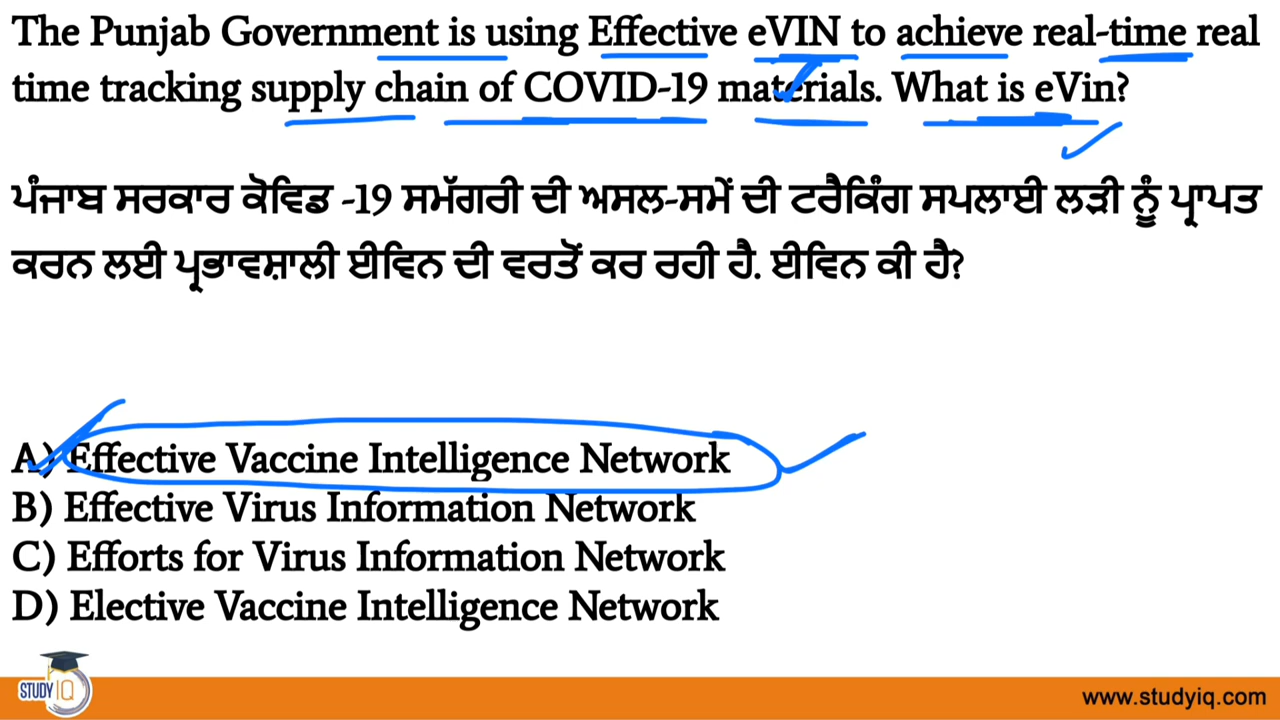 The Punjab Government is using Effective eVIN to achieve real-time real
time tracking supply chain of COVID-19 materials. What is eVin?
ਪੰਜਾਬ ਸਰਕਾਰ ਕੋਵਿਡ -19 ਸਮੱਗਰੀ ਦੀ ਅਸਲ-ਸਮੇਂ ਦੀ ਟਰੈਕਿੰਗ ਸਪਲਾਈ ਲੜੀ ਨੂੰ ਪ੍ਰਾਪਤ
ਕਰਨ ਲਈ ਪ੍ਰਭਾਵਸ਼ਾਲੀ ਈਵਿਨ ਦੀ ਵਰਤੋਂ ਕਰ ਰਹੀ ਹੈ. ਈਵਿਨ ਕੀ ਹੈ?
A) Effective Vaccine Intelligence Network
B) Effective Virus Information Network
C) Efforts for Virus Information Network
D) Elective Vaccine Intelligence Network
STUDY IQ
www.studyiq.com